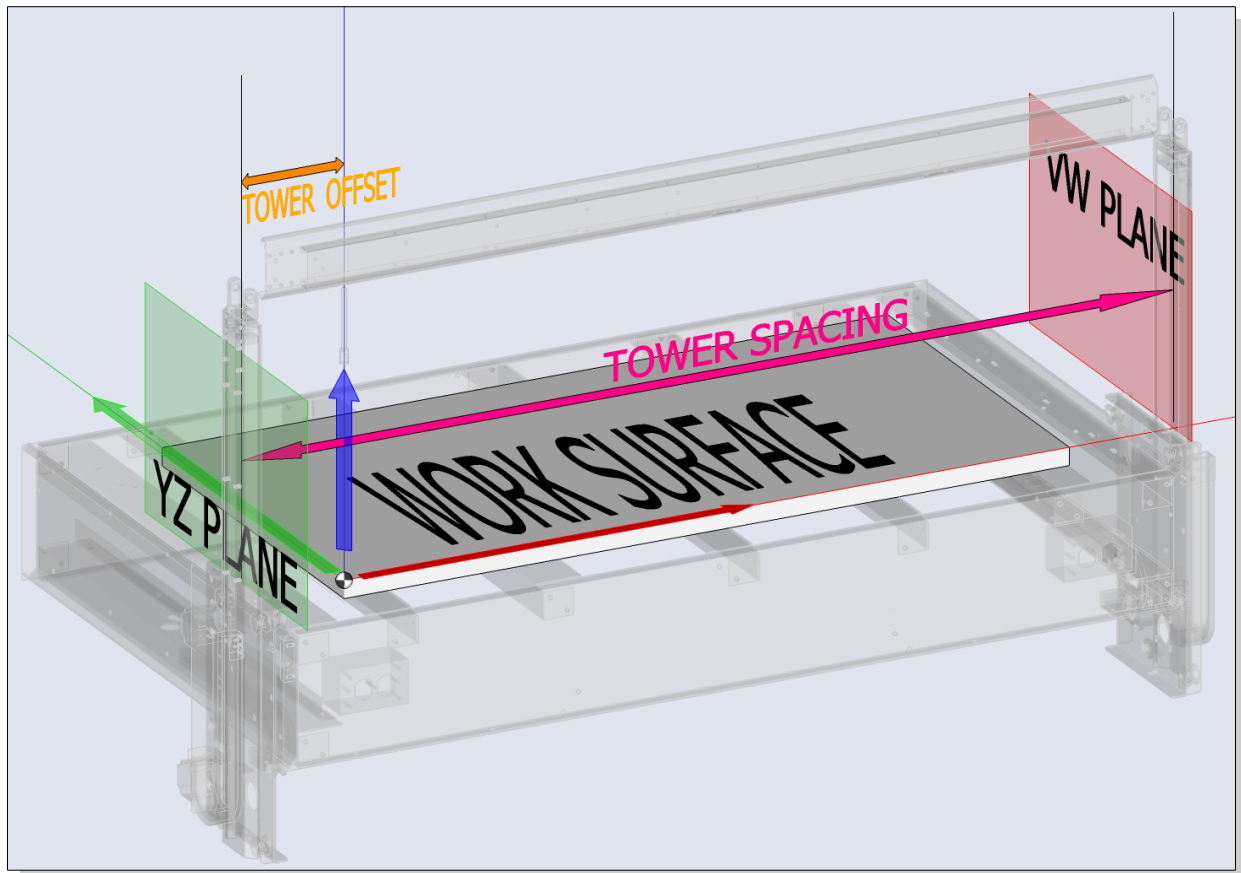 TOWER OFFSET
VW PLANE
TOWER SPACING
WORK SURFACE
YZ PLANE